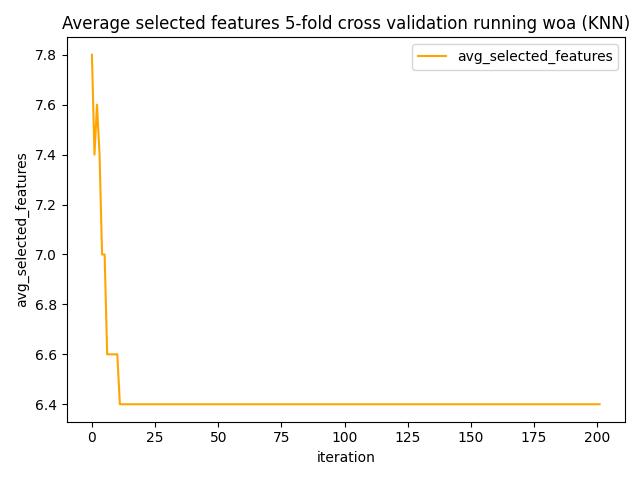 Average selected features 5-fold cross validation running woa (KNN)
avg_selected_features
7.8
7.6
7.4
7.2
7.0
6.8
6.6
6.4
avg_selected_features
0 25 50 75 100 125 150 175 200
iteration